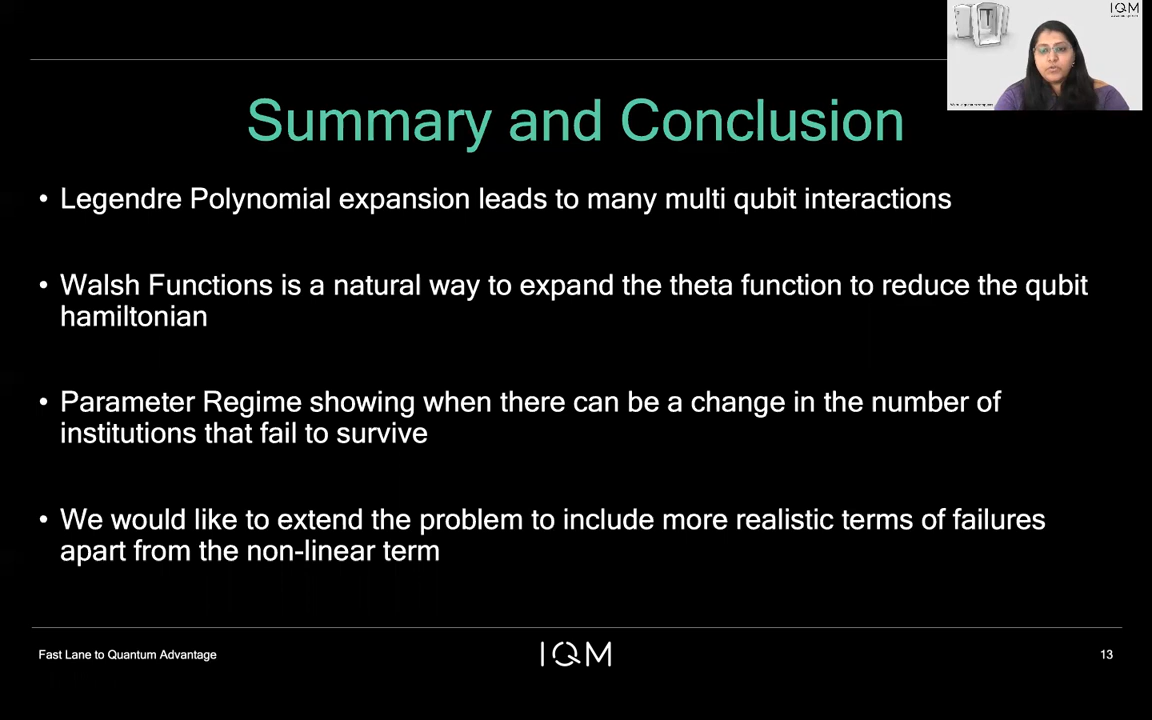 IQM
Summary and Conclusion
• Legendre Polynomial expansion leads to many multi qubit interactions
• Walsh Functions is a natural way to expand the theta function to reduce the qubit
hamiltonian
• Parameter Regime showing when there can be a change in the number of
institutions that fail to survive
• We would like to extend the problem to include more realistic terms of failures
apart from the non-linear term
Fast Lane to Quantum Advantage
IQM
13